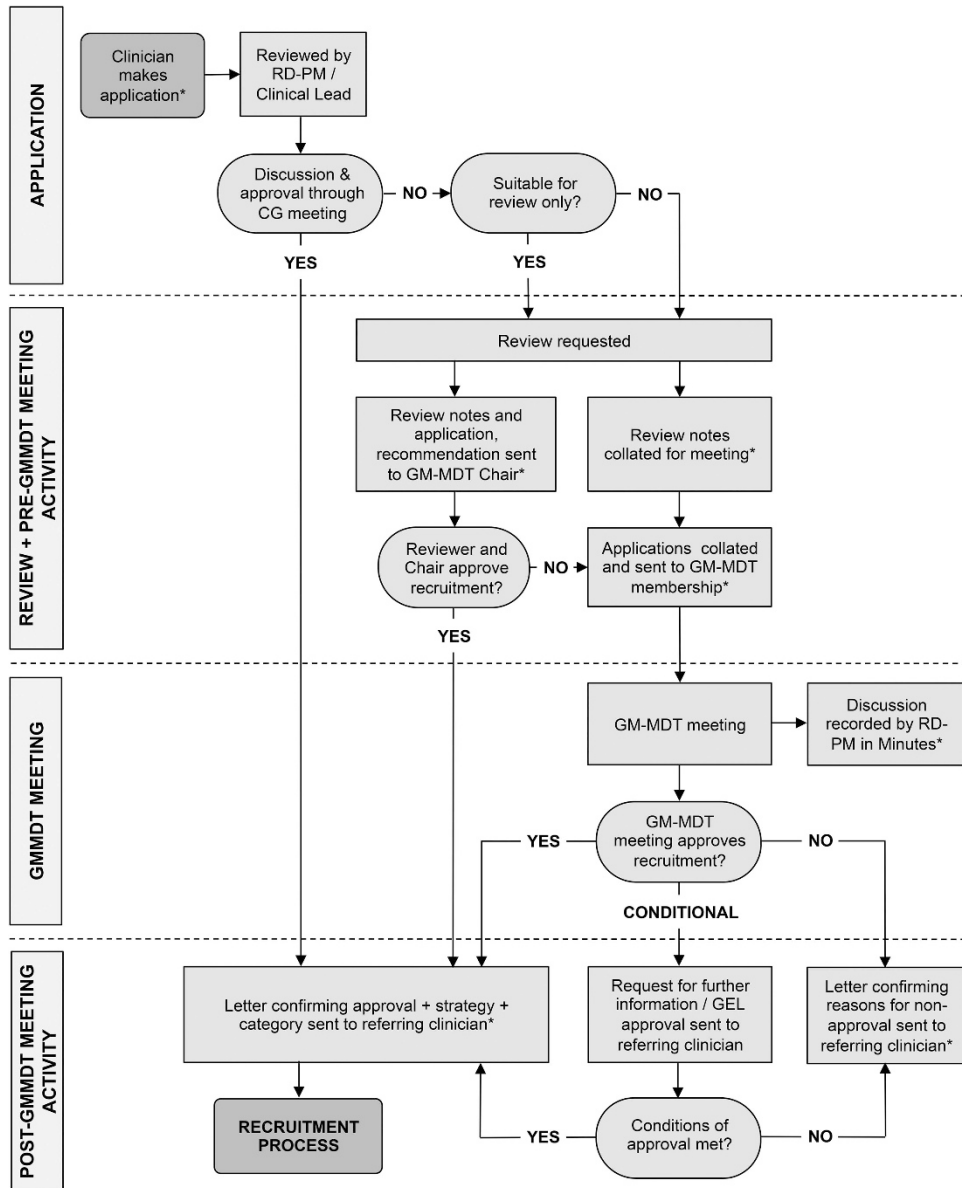 APPLICATION
Clinician
makes
application*
Reviewed by
RD-PM /
Clinical Lead
Discussion &
approval through
CG meeting
NO
Suitable for
review only?
NO
YES
YES
REVIEW + PRE-GMMDT MEETING
ACTIVITY
Review requested
Review notes and
application,
recommendation sent
to GM-MDT Chair*
Review notes
collated for meeting*
Reviewer and
Chair approve
recruitment?
NO
Applications collated
and sent to GM-MDT
membership*
YES
GMMDT MEETING
GM-MDT meeting
Discussion
recorded by RD-
PM in Minutes*
GM-MDT
meeting approves
recruitment?
YES
NO
CONDITIONAL
POST-GMMDT MEETING
ACTIVITY
Letter confirming approval + strategy +
category sent to referring clinician*
Request for further
information / GEL
approval sent to
referring clinician
Letter confirming
reasons for non-
approval sent to
referring clinician*
RECRUITMENT
PROCESS
YES
Conditions of
approval met?
NO